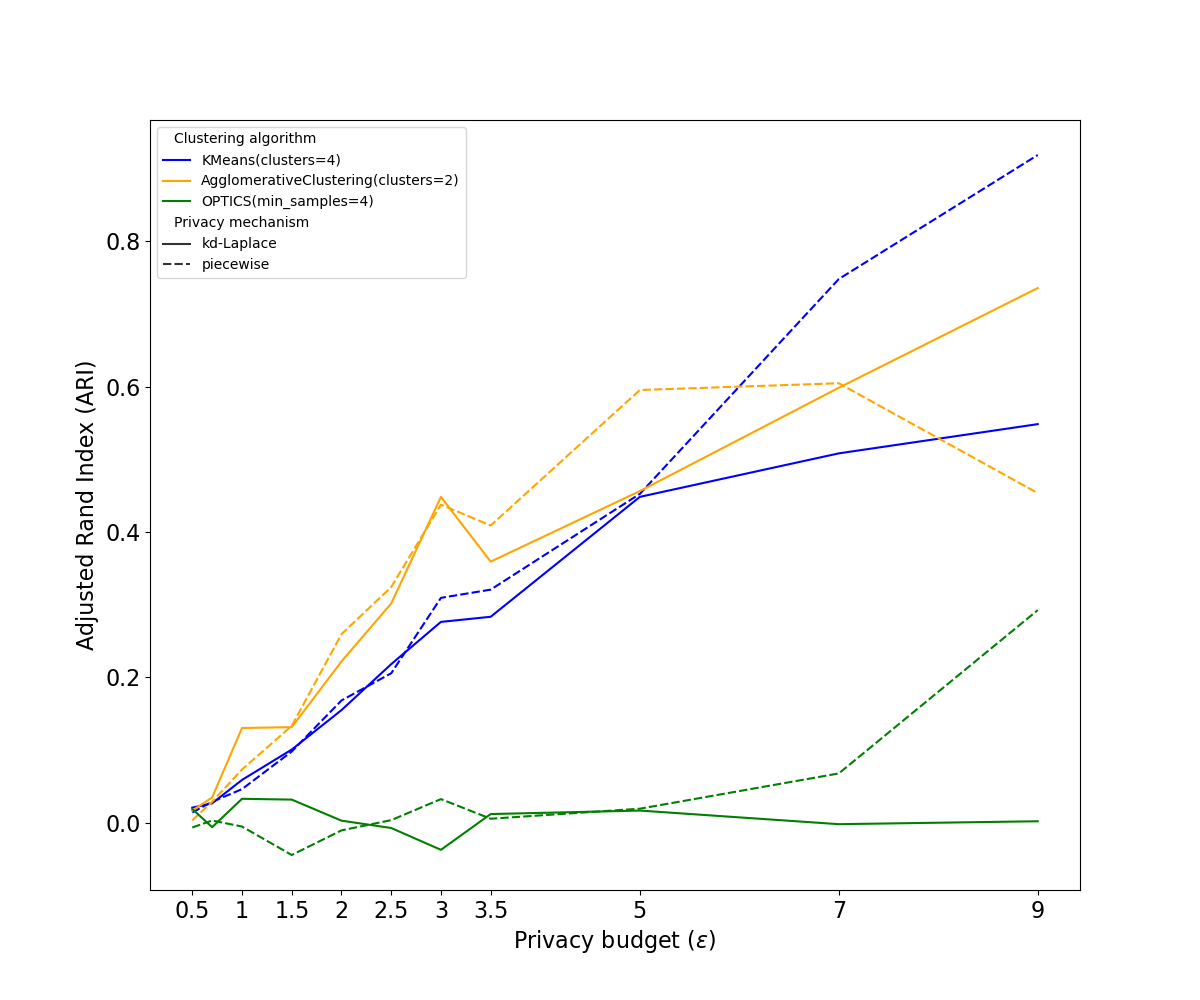 Clustering algorithm
KMeans(clusters=4)
AgglomerativeClustering(clusters=2)
OPTICS(min_samples=4)
Privacy mechanism
kd-Laplace
piecewise
Adjusted Rand Index (ARI)
0.8
0.6
0.4
0.2
0.0
0.5 1 1.5 2 2.5 3 3.5 5 7 9
Privacy budget (ε)